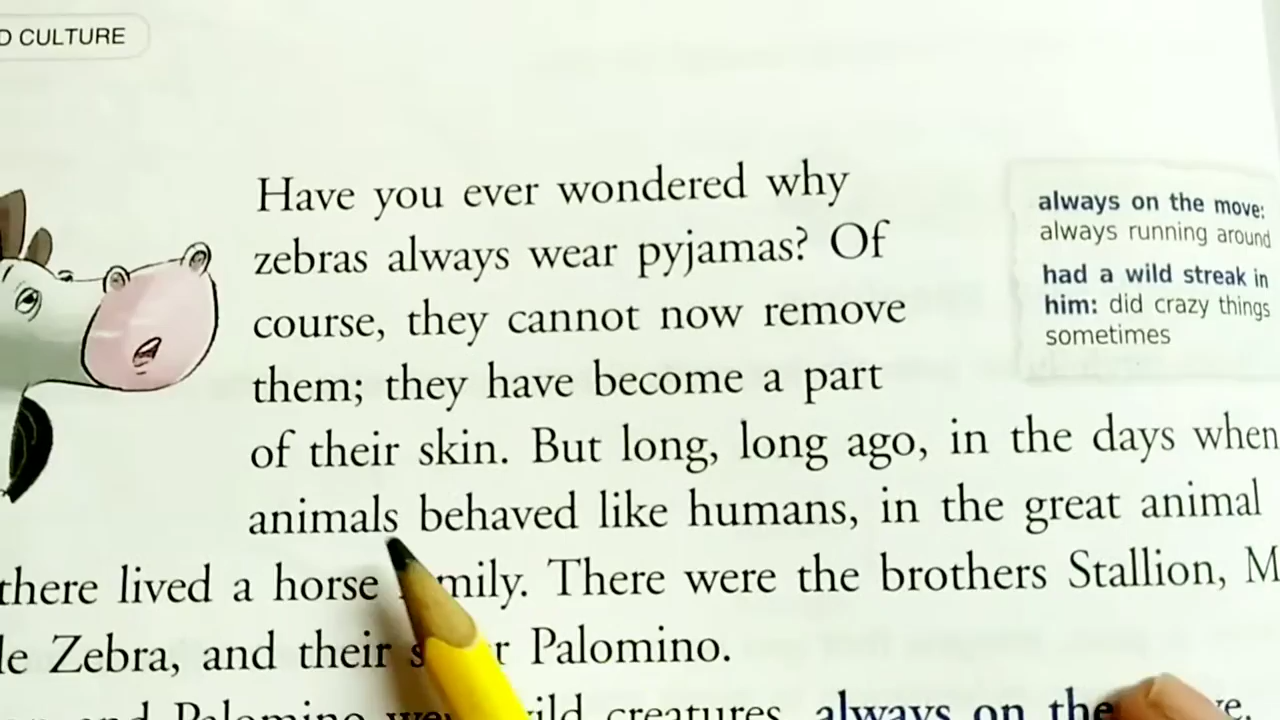 D CULTURE
Have you ever wondered why
zebras always wear pyjamas? Of
course, they cannot now remove
them; they have become a part
of their skin. But long, long ago, in the days when
animals behaved like humans, in the great animal
there lived a horse family. There were the brothers Stallion, M
le Zebra, and their Palomino.
Palomino creatures, always on the
always on the move:
always running around
had a wild streak in
him: did crazy things
sometimes